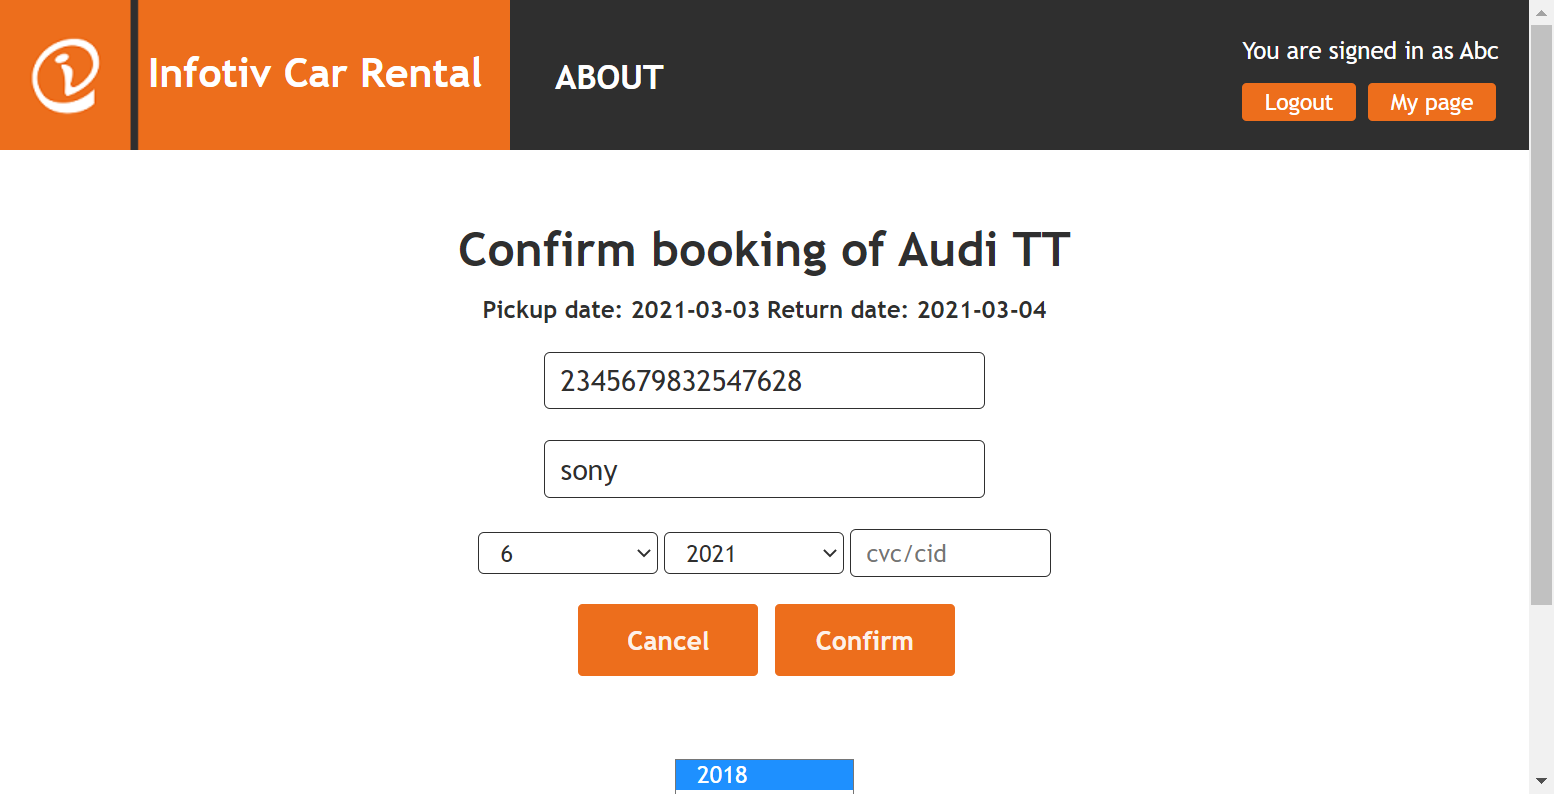 Infotiv Car Rental
ABOUT
You are signed in as Abc
Logout My page
Confirm booking of Audi TT
Pickup date: 2021-03-03 Return date: 2021-03-04
2345679832547628
sony
6 2021 cvc/cid
Cancel Confirm
2018